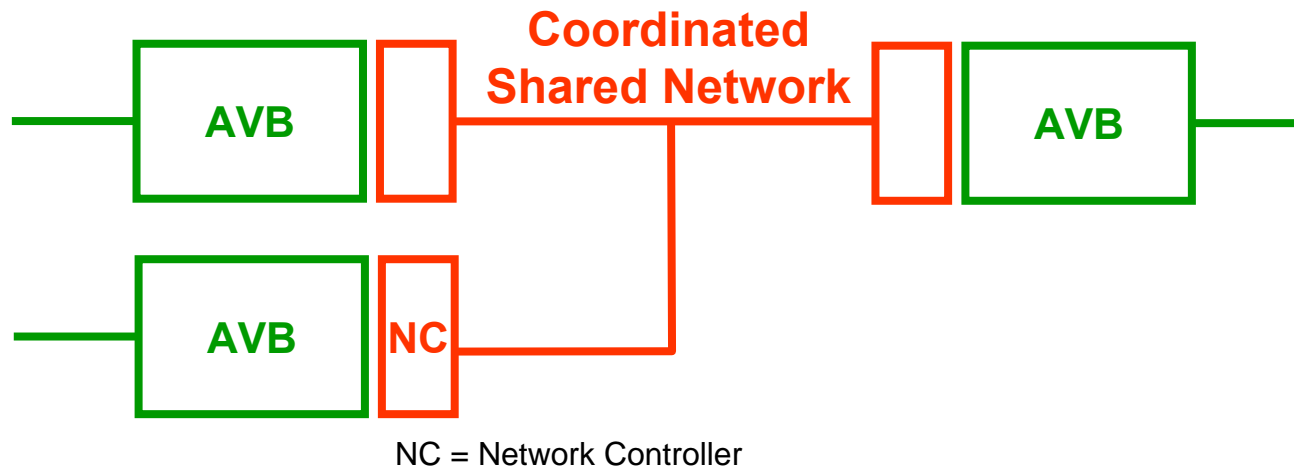 Coordinated
Shared Network
AVB
AVB
AVB
NC
NC = Network Controller